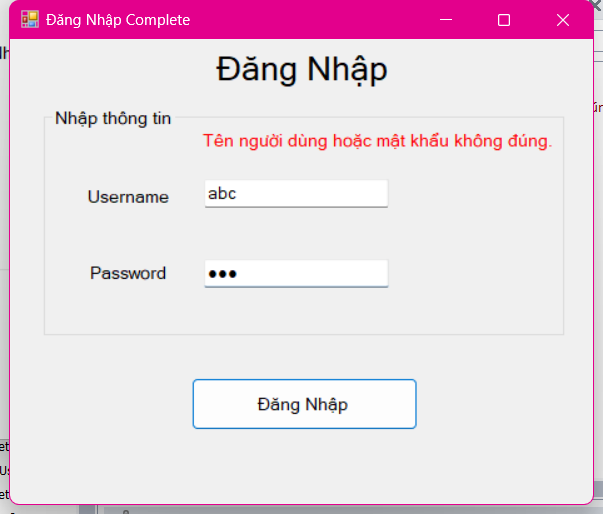 Đăng Nhập Complete
Đăng Nhập
Nhập thông tin
Tên người dùng hoặc mật khẩu không đúng.
Username
abc
Password
●●●
Đăng Nhập